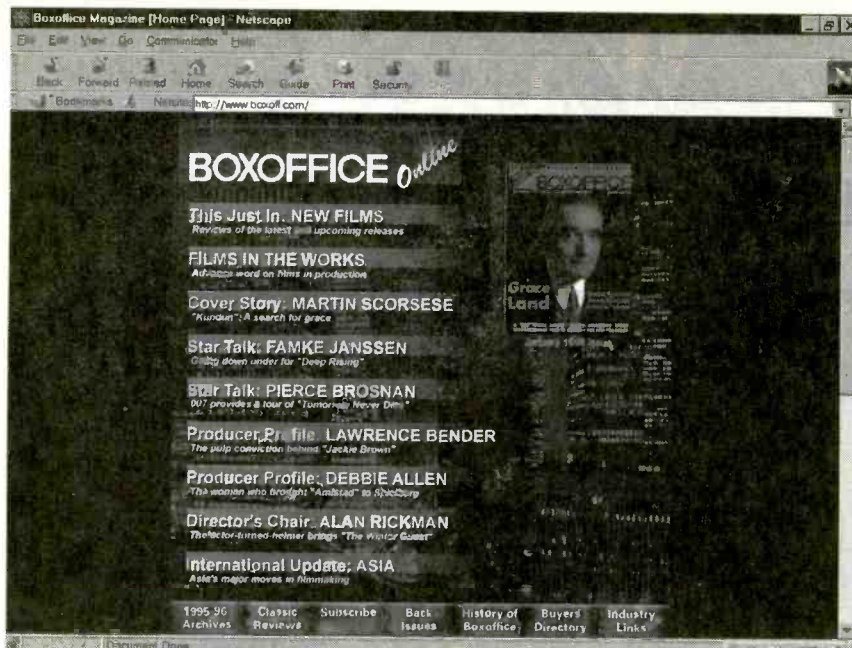 Boxoffice Magazine [Home Page] - Netscape
File Edit View Go Communicator Help
Back Forward Reload Home Search Guide Print Security
Bookmarks
http://www.boxoff.com/
BOXOFFICE Online
This Just In: NEW FILMS
Reviews of the latest and upcoming releases
FILMS IN THE WORKS
Advance word on films in production
Cover Story: MARTIN SCORSESE
"Kundun": A search for grace
Star Talk: FAMKE JANSSEN
Going down under for "Deep Rising"
Star Talk: PIERCE BROSNAN
007 provides a tour of "Tomorrow Never Dies"
Producer Profile: LAWRENCE BENDER
The pulp conviction behind "Jackie Brown"
Producer Profile: DEBBIE ALLEN
The woman who brought "Amistad" to Spielberg
Director's Chair: ALAN RICKMAN
The actor-turned-helmer brings "The Winter Guest"
International Update: ASIA
Asia's major moves in filmmaking
BOXOFFICE
Grace
Land
1995-96 Archives
Classic Reviews
Subscribe
Back Issues
History of Boxoffice
Buyers' Directory
Industry Links
Document Done